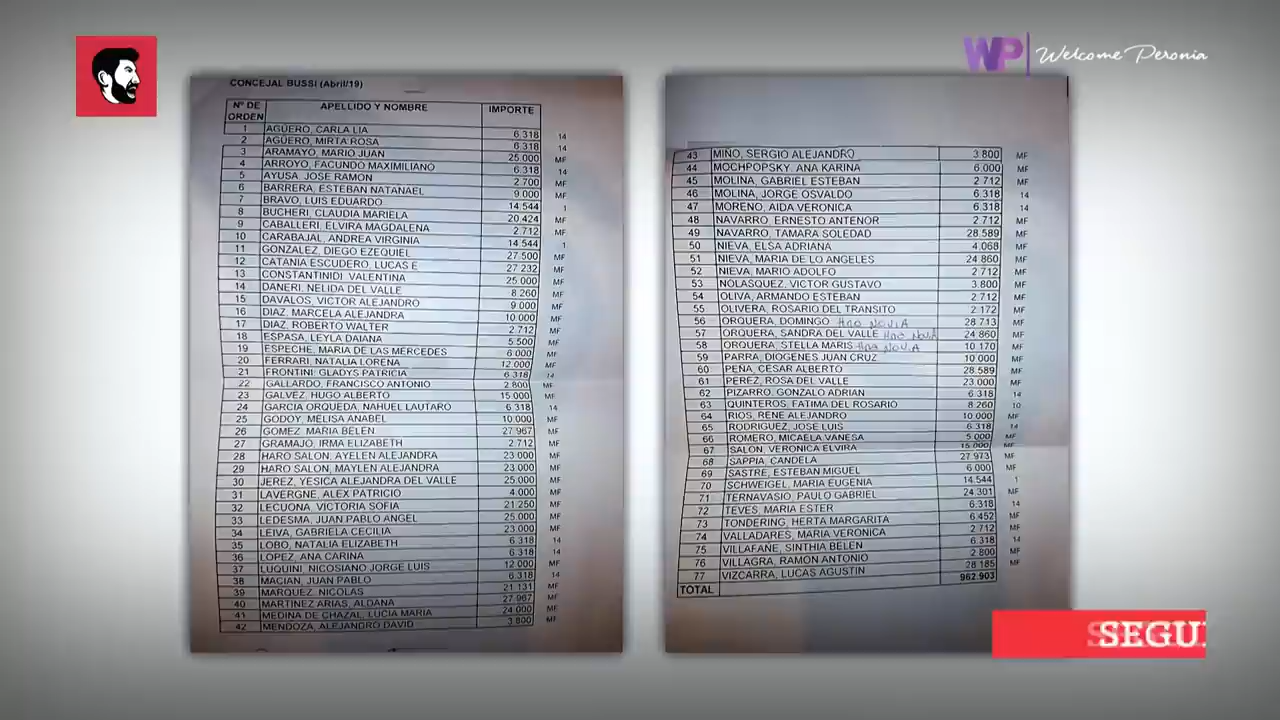 WP Welcome Peronia
CONCEJAL BUSSI (Abril/19)
Nº DE ORDEN APELLIDO Y NOMBRE IMPORTE
1 AGÜERO, CARLA LIA 6.318 14
2 AGÜERO, MIRTA ROSA 6.318 14
3 ARAMAYO, MARIO JUAN 25.000 MF
4 ARROYO, FACUNDO MAXIMILIANO 6.318 14
5 AYUSA, JOSE RAMON 2.700 MF
6 BARRERA, ESTEBAN NATANAEL 9.000 MF
7 BRAVO, LUIS EDUARDO 14.544 1
8 BUCHERI, CLAUDIA MARIELA 20.424 MF
9 CABALLERI, ELVIRA MAGDALENA 2.712 MF
10 CARABAJAL, ANDREA VIRGINIA 14.544 1
11 GONZALEZ, DIEGO EZEQUIEL 27.500 MF
12 CATANIA ESCUDERO, LUCAS E 27.232 MF
13 CONSTANTINIDI, VALENTINA 25.000 MF
14 DANERI, NELIDA DEL VALLE 8.260 MF
15 DAVALOS, VICTOR ALEJANDRO 9.000 MF
16 DIAZ, MARCELA ALEJANDRA 10.000 MF
17 DIAZ, ROBERTO WALTER 2.712 MF
18 ESPASA, LEYLA DAIANA 5.500 MF
19 ESPECHE, MARIA DE LAS MERCEDES 6.000 MF
20 FERRARI, NATALIA LORENA 12.000 MF
21 FRONTINI, GLADYS PATRICIA 6.318 14
22 GALLARDO, FRANCISCO ANTONIO 2.800 MF
23 GALVEZ, HUGO ALBERTO 15.000 MF
24 GARCIA ORQUEDA, NAHUEL LAUTARO 6.318 14
25 GODOY, MELISA ANABEL 10.000 MF
26 GOMEZ, MARIA BELEN 27.967 MF
27 GRAMAJO, IRMA ELIZABETH 2.712 MF
28 HARO SALON, AYELEN ALEJANDRA 23.000 MF
29 HARO SALON, MAYLEN ALEJANDRA 23.000 MF
30 JEREZ, YESICA ALEJANDRA DEL VALLE 25.000 MF
31 LAVERGNE, ALEX PATRICIO 4.000 MF
32 LECCIONA, VICTORIA SOFIA 21.250 MF
33 LEDESMA, JUAN PABLO ANGEL 25.000 MF
34 LEIVA, GABRIELA CECILIA 23.000 MF
35 LOBO, NATALIA ELIZABETH 6.318 14
36 LOPEZ, ANA CARINA 6.318 14
37 LUQUINI, NICOSIANO JORGE LUIS 12.000 MF
38 MACIAN, JUAN PABLO 6.318 14
39 MARQUEZ, NICOLAS 21.131 MF
40 MARTINEZ ARIAS, ALDANA 27.967 MF
41 MEDINA DE CHAZAL, LUCIA MARIA 24.000 MF
42 MENDOZA, ALEJANDRO DAVID 3.800 MF
43 MIÑO, SERGIO ALEJANDRO 3.800 MF
44 MOCHPOPSKY, ANA KARINA 6.000 MF
45 MOLINA, GABRIEL ESTEBAN 2.712 MF
46 MOLINA, JORGE OSVALDO 6.318 14
47 MORENO, AIDA VERONICA 6.318 14
48 NAVARRO, ERNESTO ANTENOR 2.712 MF
49 NAVARRO, TAMARA SOLEDAD 28.589 MF
50 NIEVA, ELSA ADRIANA 4.068 MF
51 NIEVA, MARIA DE LO ANGELES 24.860 MF
52 NIEVA, MARIO ADOLFO 2.712 MF
53 NOLASQUEZ, VICTOR GUSTAVO 3.800 MF
54 OLIVA, ARMANDO ESTEBAN 2.712 MF
55 OLIVERA, ROSARIO DEL TRANSITO 2.172 MF
56 ORQUERA, DOMINGO HNO NOVIA 28.713 MF
57 ORQUERA, SANDRA DEL VALLE HNO NOVIA 24.860 MF
58 ORQUERA, STELLA MARIS HNA NOVIA 10.170 MF
59 PARRA, DIOGENES JUAN CRUZ 10.000 MF
60 PEÑA, CESAR ALBERTO 28.589 MF
61 PEREZ, ROSA DEL VALLE 23.000 MF
62 PIZARRO, GONZALO ADRIAN 6.318 14
63 QUINTEROS, FATIMA DEL ROSARIO 8.260 10
64 RIOS, RENE ALEJANDRO 10.000 MF
65 RODRIGUEZ, JOSE LUIS 6.318 14
66 ROMERO, MICAELA VANESA 5.000 MF
67 SALON, VERONICA ELVIRA 15.000 MF
68 SAPPIA, CANDELA 27.973 MF
69 SASTRE, ESTEBAN MIGUEL 6.000 MF
70 SCHWEIGEL, MARIA EUGENIA 14.544 1
71 TERNAVASIO, PAULO GABRIEL 24.301 MF
72 TEVES, MARIA ESTER 6.318 14
73 TONDERING, HERTA MARGARITA 6.452 MF
74 VALLADARES, MARIA VERONICA 2.712 MF
75 VILLAFAÑE, SINTHIA BELEN 6.318 14
76 VILLAGRA, RAMON ANTONIO 2.800 MF
77 VIZCARRA, LUCAS AGUSTIN 28.185 MF
TOTAL 962.903
SEGU